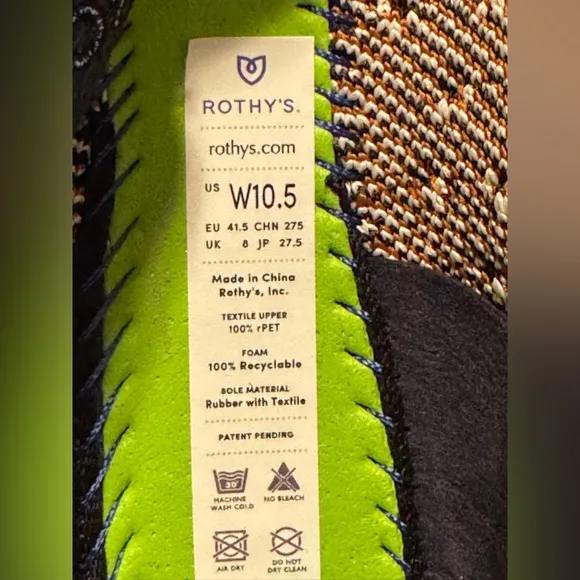 ROTHY'S.
rothys.com
US W10.5
EU 41.5 CHN 275
UK 8 JP 27.5
Made in China
Rothy's, Inc.
TEXTILE UPPER
100% rPET
FOAM
100% Recyclable
SOLE MATERIAL
Rubber with Textile
PATENT PENDING
30°
MACHINE WASH COLD
NO BLEACH
AIR DRY
DO NOT DRY CLEAN